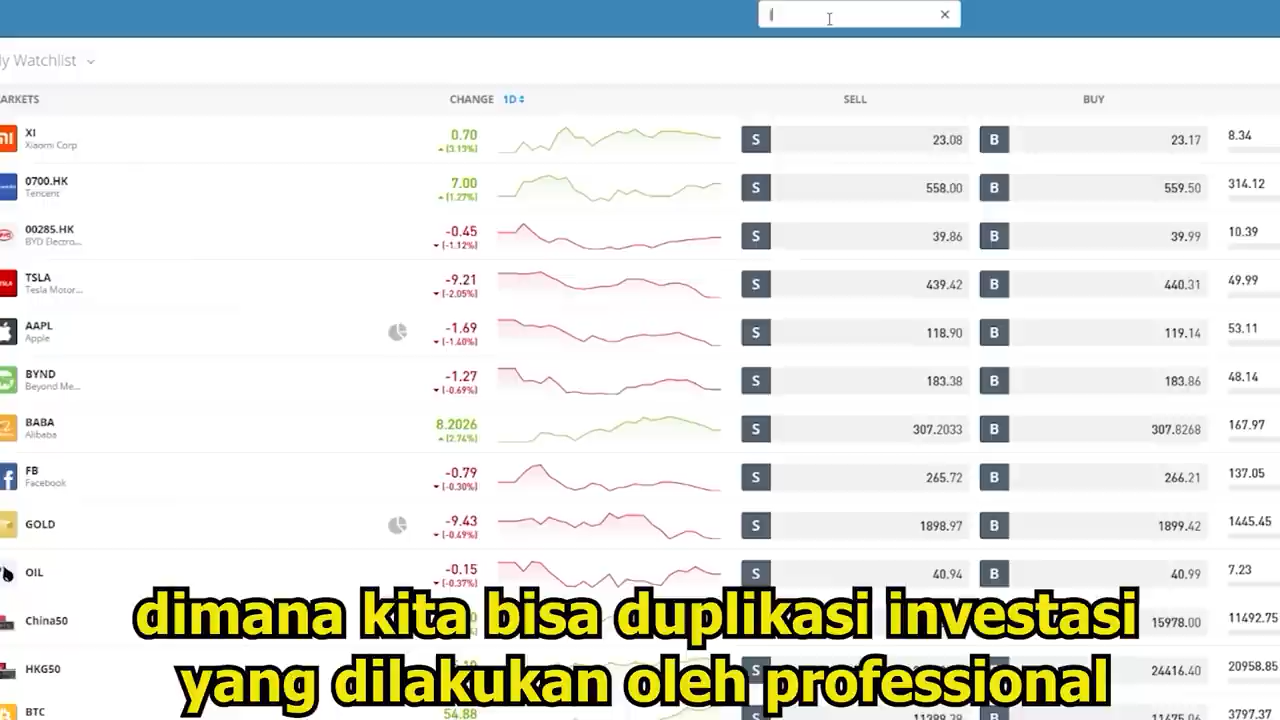 y Watchlist
ARKETS CHANGE 1D SELL BUY
XI 0.70 S 23.08 B 23.17 8.34
Xiaomi Corp (3.13%)
0700.HK 7.00 S 558.00 B 559.50 314.12
Tencent (1.27%)
00285.HK -0.45 S 39.86 B 39.99 10.39
BYD Electro... (-1.12%)
TSLA -9.21 S 439.42 B 440.31 49.99
Tesla Motor... (-2.05%)
AAPL -1.69 S 118.90 B 119.14 53.11
Apple (-1.40%)
BYND -1.27 S 183.38 B 183.86 48.14
Beyond Me... (-0.69%)
BABA 8.2026 S 307.2033 B 307.8268 167.97
Alibaba (2.74%)
FB -0.79 S 265.72 B 266.21 137.05
Facebook (-0.30%)
GOLD -9.43 S 1898.97 B 1899.42 1445.45
(-0.49%)
OIL -0.15 S 40.94 B 40.99 7.23
(-0.37%)
dimana kita bisa duplikasi investasi
China50 15978.00 11492.75
yang dilakukan oleh professional
HKG50 S B 24416.40 20958.85
BTC 54.88 3797.37